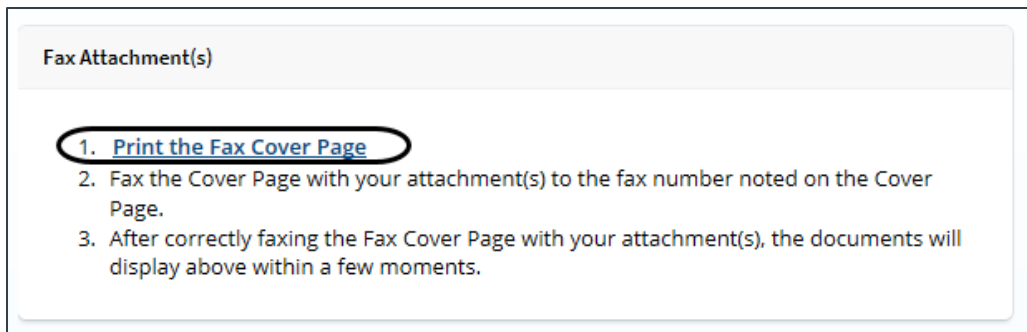 Fax Attachment(s)
1. Print the Fax Cover Page
2. Fax the Cover Page with your attachment(s) to the fax number noted on the Cover
Page.
3. After correctly faxing the Fax Cover Page with your attachment(s), the documents will
display above within a few moments.